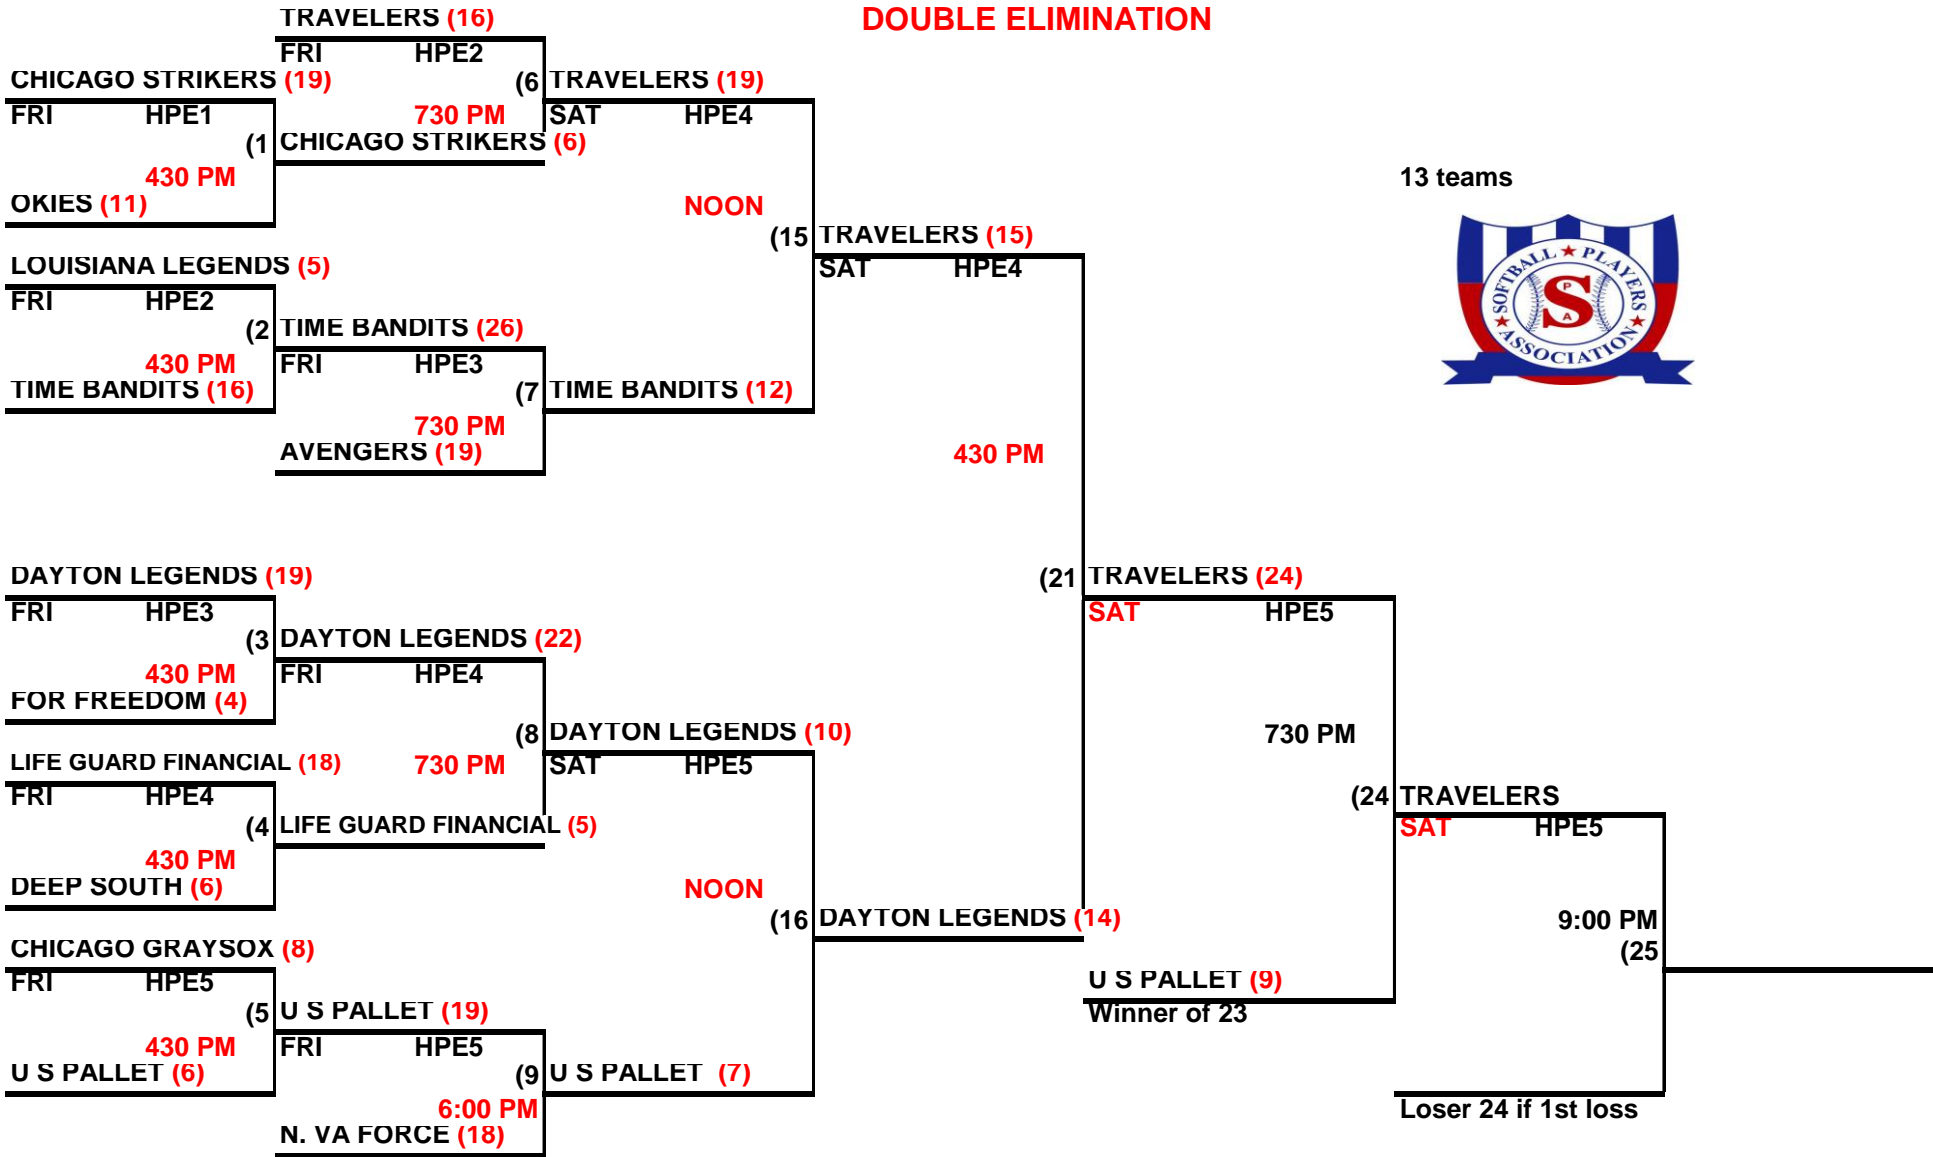 TRAVELERS (16)
DOUBLE ELIMINATION
FRI HPE2
CHICAGO STRIKERS (19)
(6 TRAVELERS (19)
FRI HPE1
730 PM SAT HPE4
(1 CHICAGO STRIKERS (6)
430 PM
13 teams
OKIES (11)
NOON
(15 TRAVELERS (15)
LOUISIANA LEGENDS (5)
SAT HPE4
FRI HPE2
(2 TIME BANDITS (26)
430 PM FRI HPE3
TIME BANDITS (16)
(7 TIME BANDITS (12)
730 PM
AVENGERS (19)
430 PM
SOFTBALL ★ PLAYERS ★ ASSOCIATION ★
S
P
A
DAYTON LEGENDS (19)
(21 TRAVELERS (24)
FRI HPE3
SAT HPE5
(3 DAYTON LEGENDS (22)
430 PM FRI HPE4
FOR FREEDOM (4)
(8 DAYTON LEGENDS (10)
730 PM
LIFE GUARD FINANCIAL (18)
730 PM SAT HPE5
FRI HPE4
(24 TRAVELERS
(4 LIFE GUARD FINANCIAL (5)
SAT HPE5
430 PM
DEEP SOUTH (6)
NOON
(16 DAYTON LEGENDS (14)
9:00 PM
CHICAGO GRAYSOX (8)
(25
FRI HPE5
U S PALLET (9)
(5 U S PALLET (19)
Winner of 23
430 PM FRI HPE5
U S PALLET (6)
(9 U S PALLET (7)
6:00 PM
Loser 24 if 1st loss
N. VA FORCE (18)